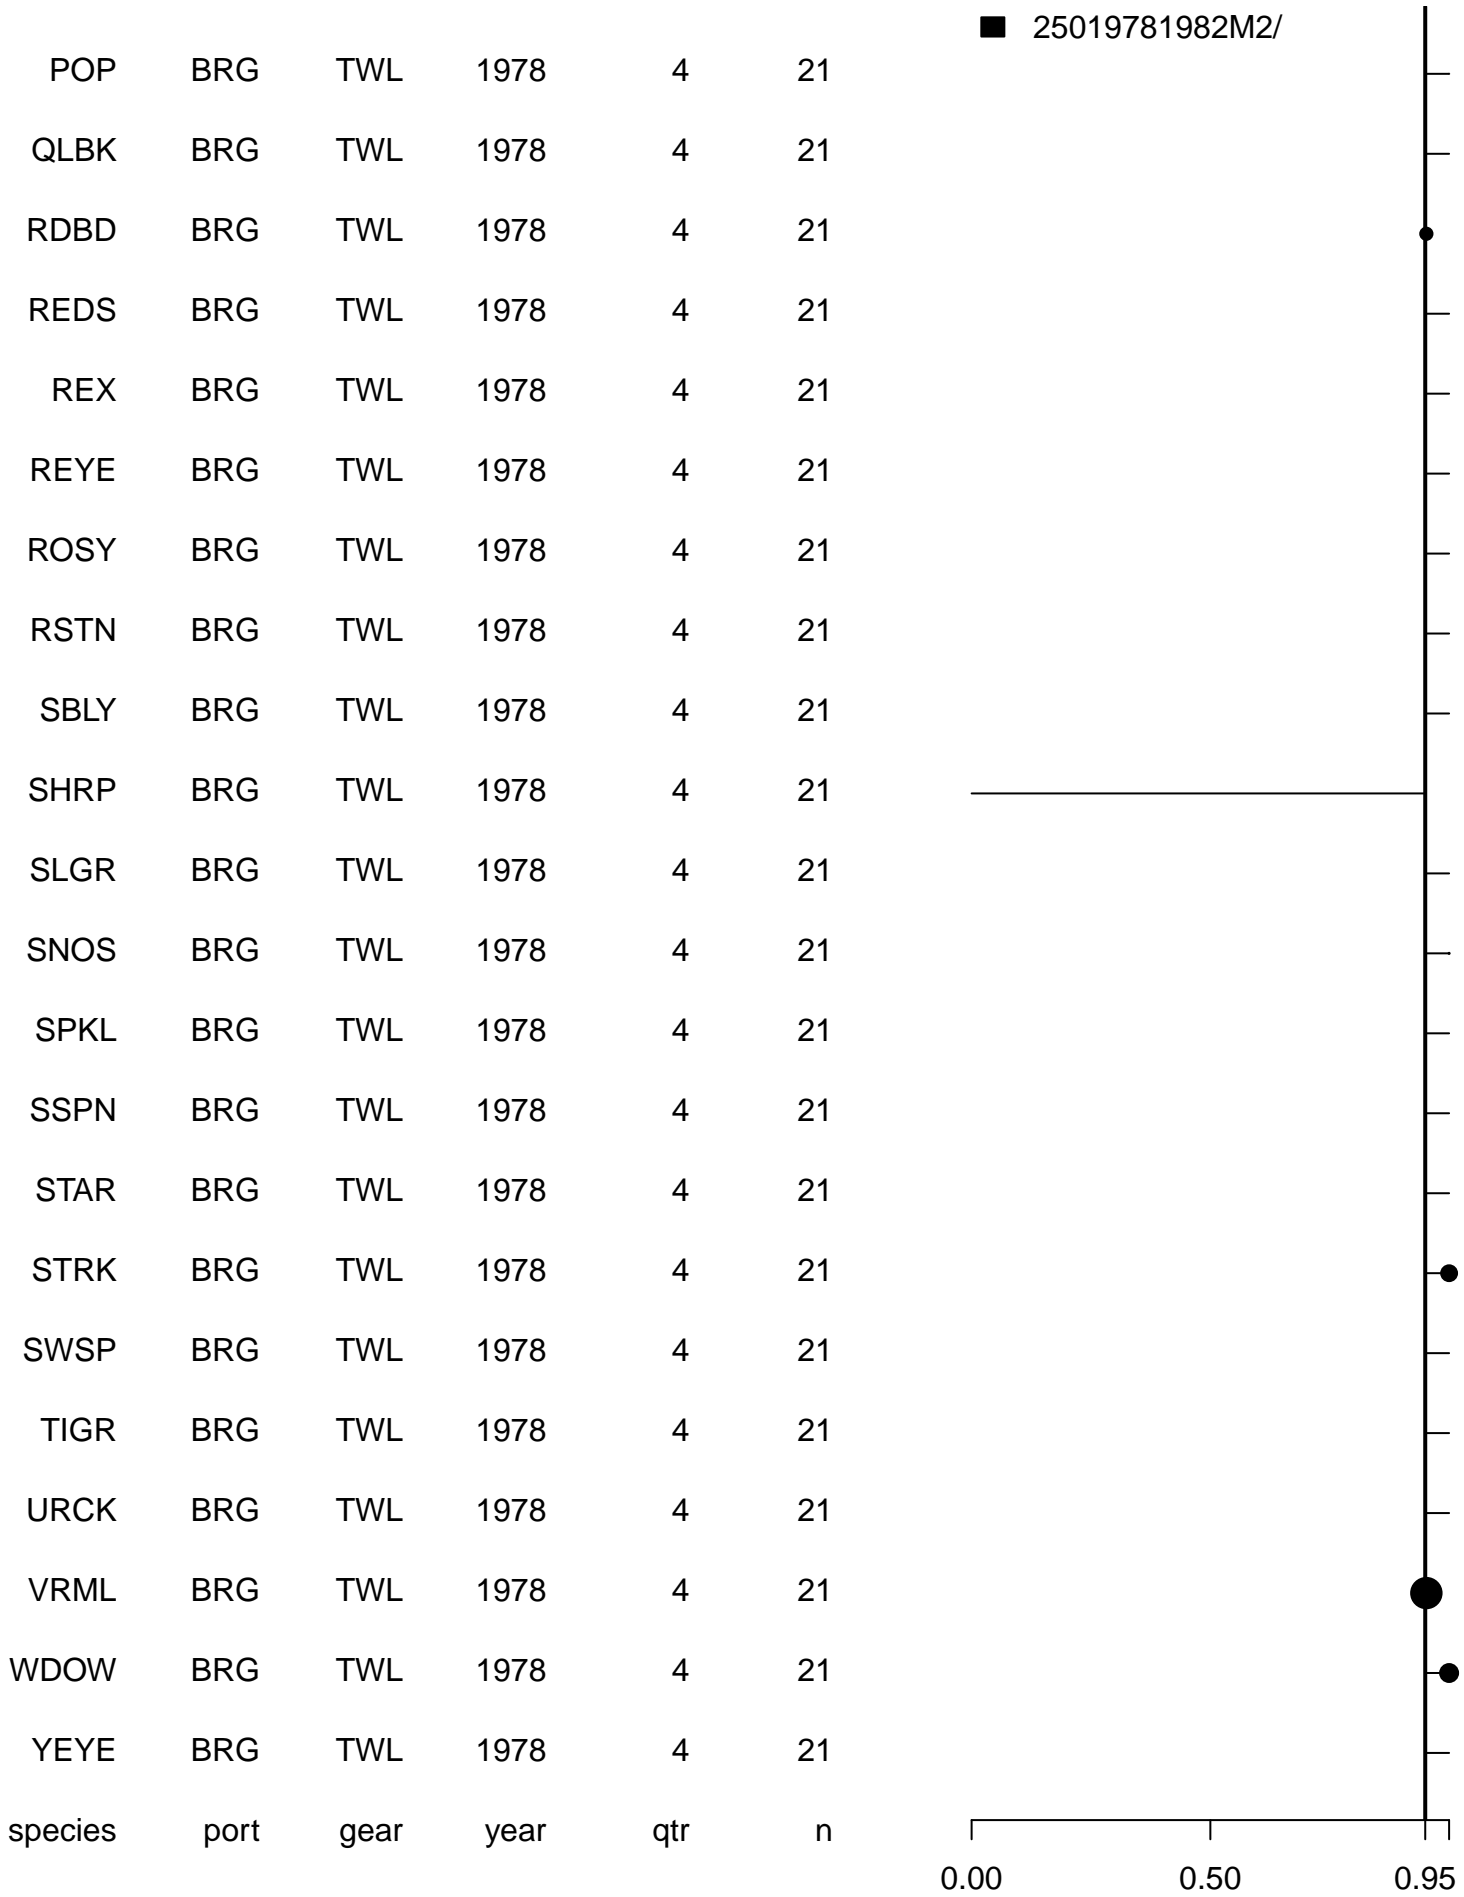 25019781982M2/
POP BRG TWL 1978 4 21
QLBK BRG TWL 1978 4 21
RDBD BRG TWL 1978 4 21
REDS BRG TWL 1978 4 21
REX BRG TWL 1978 4 21
REYE BRG TWL 1978 4 21
ROSY BRG TWL 1978 4 21
RSTN BRG TWL 1978 4 21
SBLY BRG TWL 1978 4 21
SHRP BRG TWL 1978 4 21
SLGR BRG TWL 1978 4 21
SNOS BRG TWL 1978 4 21
SPKL BRG TWL 1978 4 21
SSPN BRG TWL 1978 4 21
STAR BRG TWL 1978 4 21
STRK BRG TWL 1978 4 21
SWSP BRG TWL 1978 4 21
TIGR BRG TWL 1978 4 21
URCK BRG TWL 1978 4 21
VRML BRG TWL 1978 4 21
WDOW BRG TWL 1978 4 21
YEYE BRG TWL 1978 4 21
species port gear year qtr n
0.00 0.50 0.95